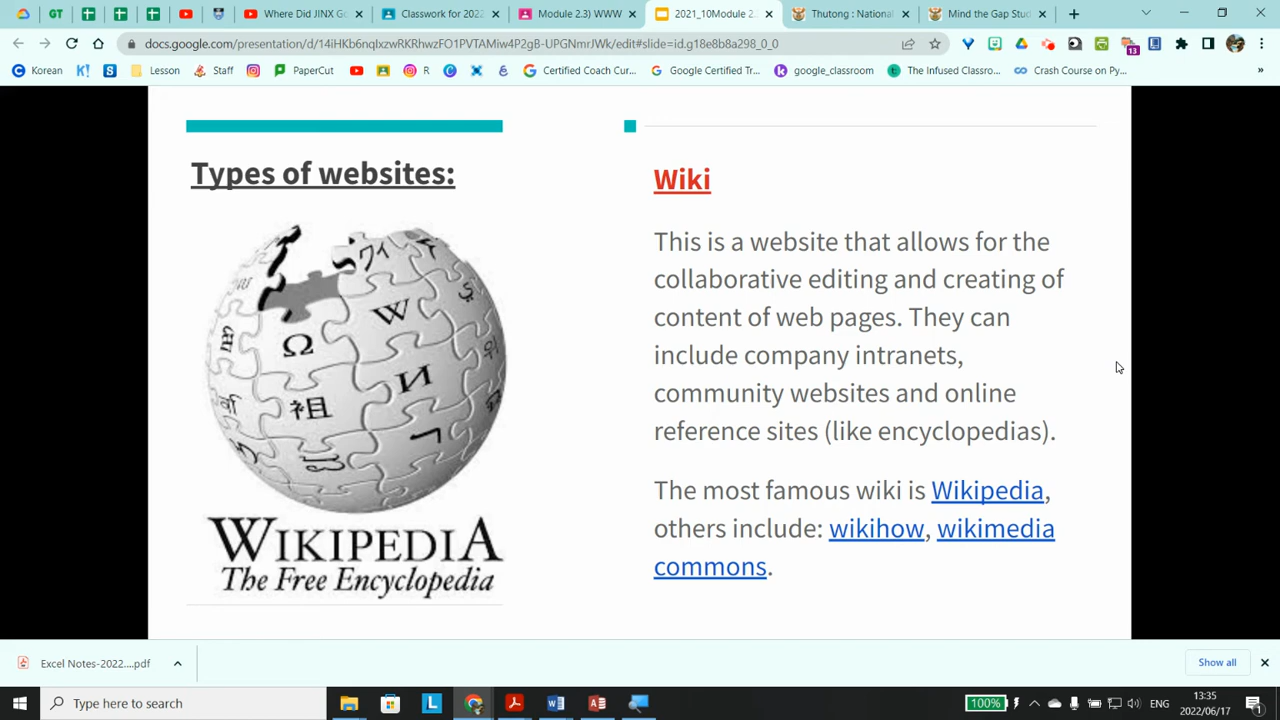 Where Did JINX Go
Classwork for 2022
Module 2.3) WWW
2021_10Module 2.
Thutong : National
Mind the Gap Stud
docs.google.com/presentation/d/14iHKb6nqIxzwtKKRhLxzFO1PVTAMiw4P2gB-UPGNmrJWk/edit#slide=id.g18e8b8a298_0_0
13
Korean
Lesson
Staff
PaperCut
R
Certified Coach Cur...
Google Certified Tr...
google_classroom
The Infused Classro...
Crash Course on Py...
Types of websites:
Wiki
This is a website that allows for the
collaborative editing and creating of
content of web pages. They can
include company intranets,
community websites and online
reference sites (like encyclopedias).
The most famous wiki is Wikipedia,
others include: wikihow, wikimedia
commons.
Ω
W
И
祖
WIKIPEDIA
The Free Encyclopedia
Excel Notes-2022....pdf
Show all
Type here to search
100%
ENG
13:35
2022/06/17